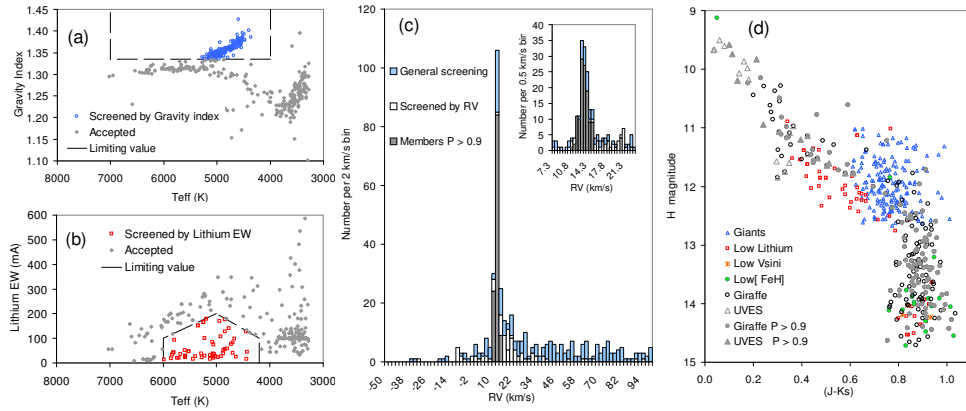 (a)
Gravity Index
1.45
1.40
1.35
1.30
1.25
1.20
1.15
1.10
Screened by Gravity index
Accepted
Limiting value
8000 7000 6000 5000 4000 3000
Teff (K)
(b)
Lithium EW (mA)
600
500
400
300
200
100
0
Screened by Lithium EW
Accepted
Limiting value
8000 7000 6000 5000 4000 3000
Teff (K)
(c)
Number per 2 km/s bin
120
100
80
60
40
20
0
General screening
Screened by RV
Members P > 0.9
-50 -38 -26 -14 -2 10 22 34 46 58 70 82 94
RV (km/s)
Number per 0.5 km/s bin
40
35
30
25
20
15
10
5
0
7.3 10.8 14.3 17.8 21.3
RV (km/s)
(d)
H magnitude
9
10
11
12
13
14
15
Giants
Low Lithium
Low Vsini
Low[ FeH]
Giraffe
UVES
Giraffe P > 0.9
UVES P > 0.9
0.0 0.2 0.4 0.6 0.8 1.0
(J-Ks)